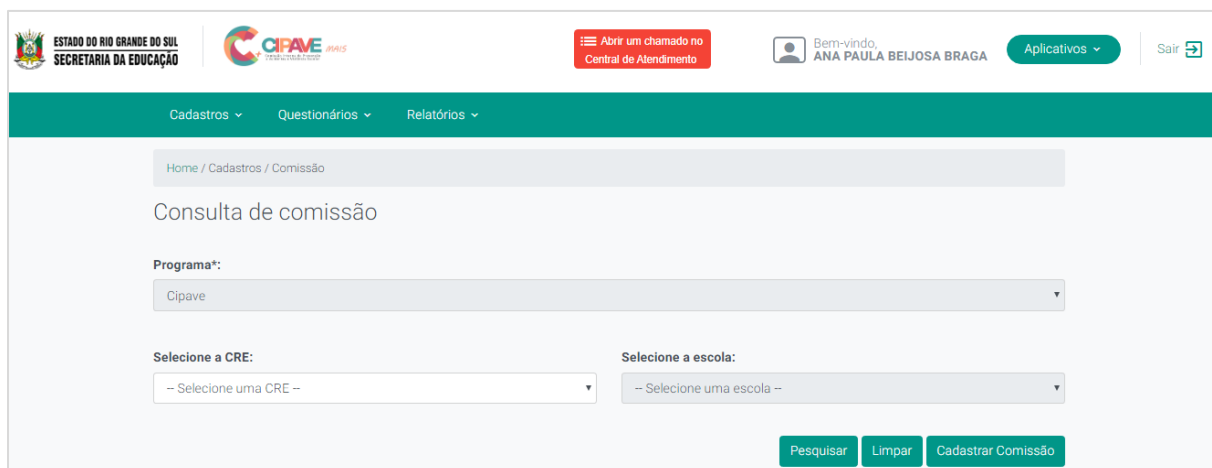 ESTADO DO RIO GRANDE DO SUL
SECRETARIA DA EDUCAÇÃO
CIPAVE MAIS
Abrir um chamado no
Central de Atendimento
Bem-vindo,
ANA PAULA BEIJOSA BRAGA
Aplicativos
Sair
Cadastros
Questionários
Relatórios
Home / Cadastros / Comissão
Consulta de comissão
Programa*:
Cipave
Selecione a CRE:
Selecione a escola:
-- Selecione uma CRE --
-- Selecione uma escola --
Pesquisar
Limpar
Cadastrar Comissão